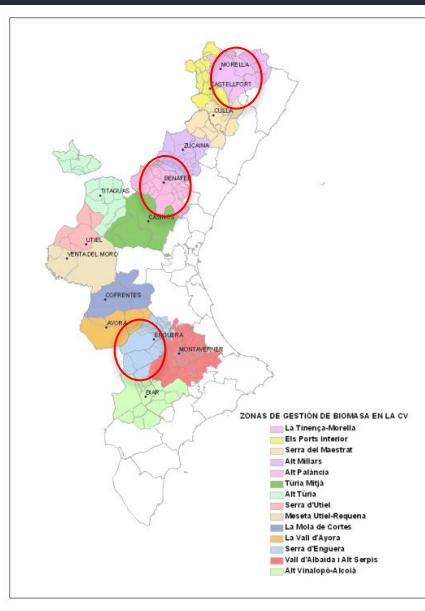 MORELLA
CASTELLFORT
CULLA
ZUCAINA
BENAFER
TITAGUAS
CASINOS
UTIEL
VENTA DEL MORO
COFRENTES
AYORA
ENGUERA
MONTAVERNER
BIAR
ZONAS DE GESTIÓN DE BIOMASA EN LA CV
La Tinença-Morella
Els Ports interior
Serra del Maestrat
Alt Millars
Alt Palància
Túria Mitjà
Alt Túria
Serra d'Utiel
Meseta Utiel-Requena
La Mola de Cortes
La Vall d'Ayora
Serra d'Enguera
Vall d'Albaida i Alt Serpis
Alt Vinalopó-Alcoià